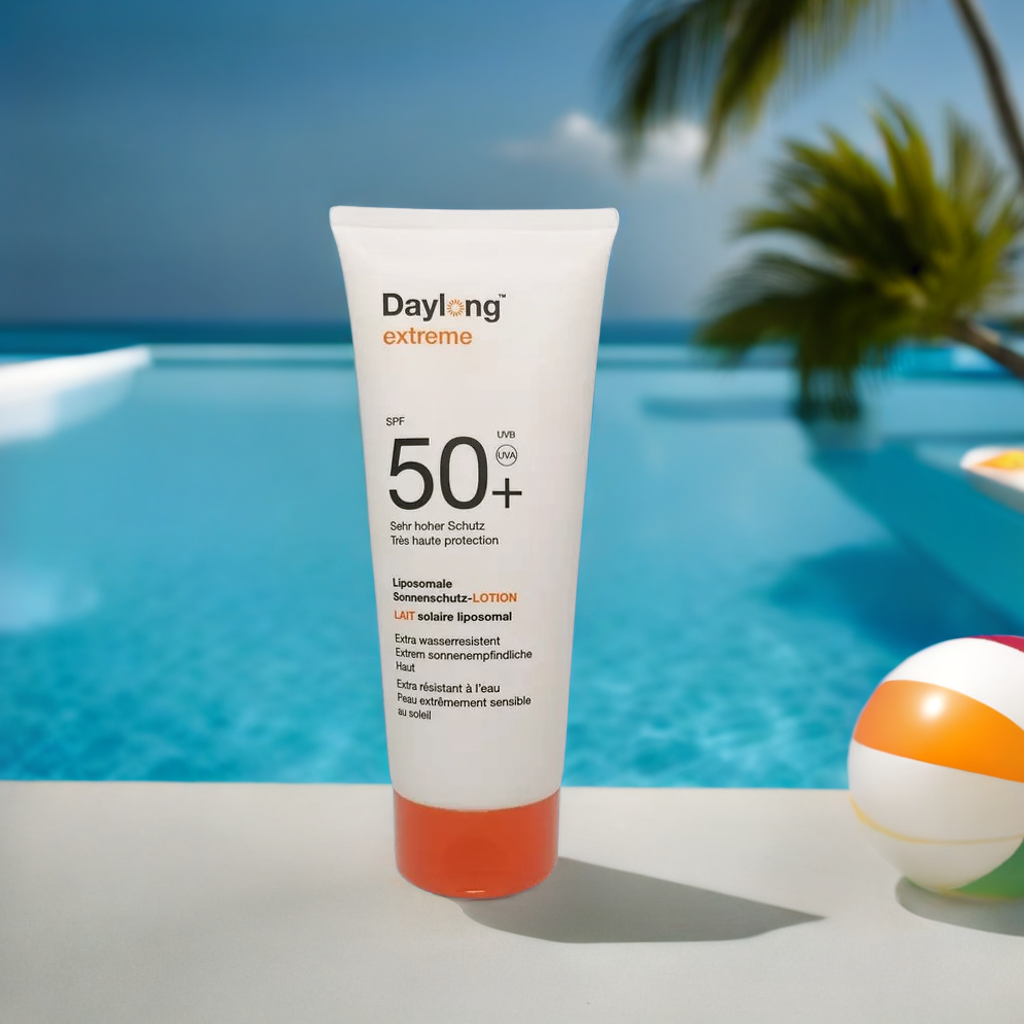 Daylong™
extreme
SPF
50+
UVB
UVA
Sehr hoher Schutz
Très haute protection
Liposomale
Sonnenschutz-LOTION
LAIT solaire liposomal
Extra wasserresistent
Extrem sonnenempfindliche
Haut
Extra résistant à l'eau
Peau extrêmement sensible
au soleil